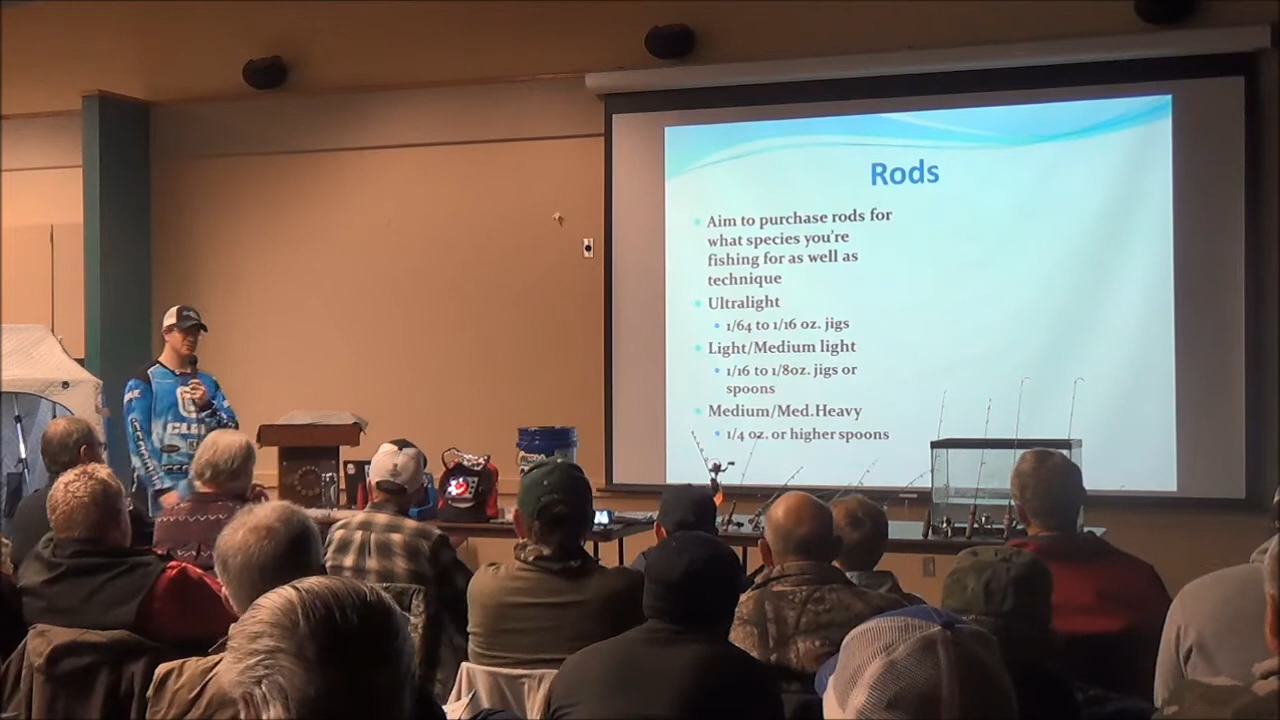 Rods
Aim to purchase rods for
what species you're
fishing for as well as
technique
Ultralight
1/64 to 1/16 oz. jigs
Light/Medium light
1/16 to 1/8oz. jigs or
spoons
Medium/Med.Heavy
1/4 oz. or higher spoons